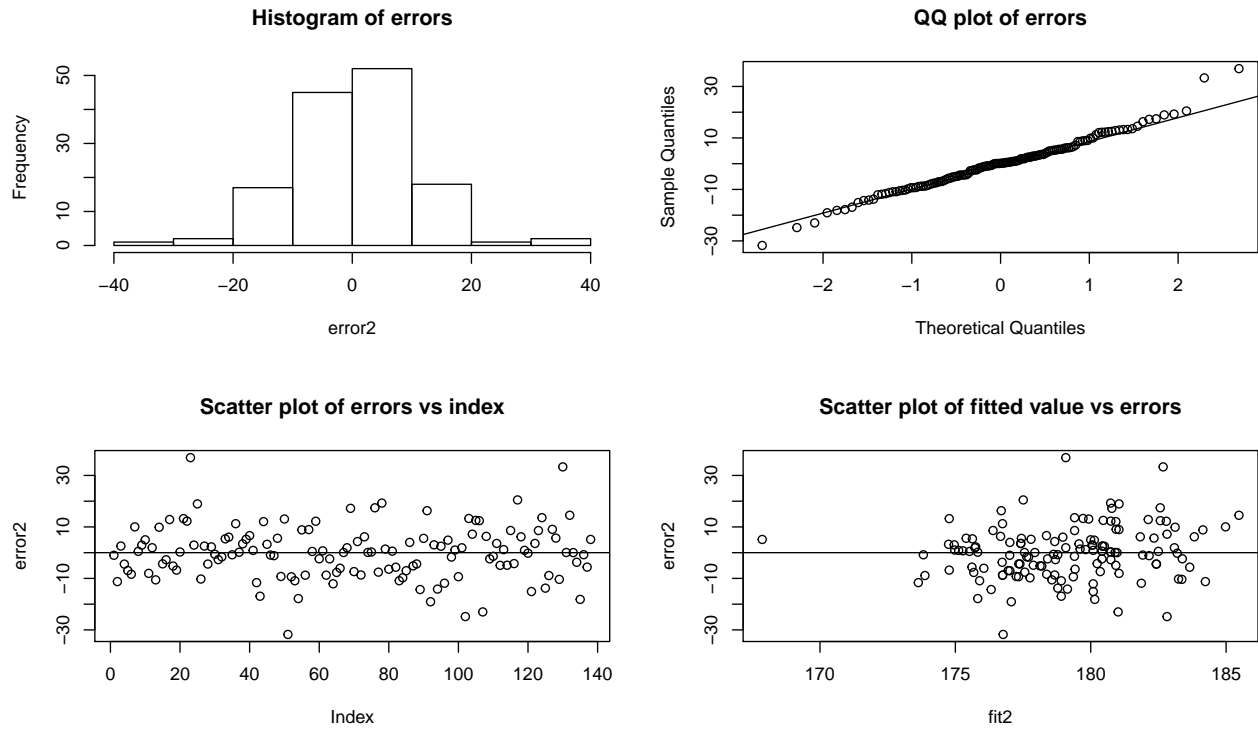 Histogram of errors
Frequency
0 10 30 50
−40 −20 0 20 40
error2
QQ plot of errors
Sample Quantiles
−30 −10 10 30
−2 −1 0 1 2
Theoretical Quantiles
Scatter plot of errors vs index
error2
−30 −10 10 30
0 20 40 60 80 100 120 140
Index
Scatter plot of fitted value vs errors
error2
−30 −10 10 30
170 175 180 185
fit2